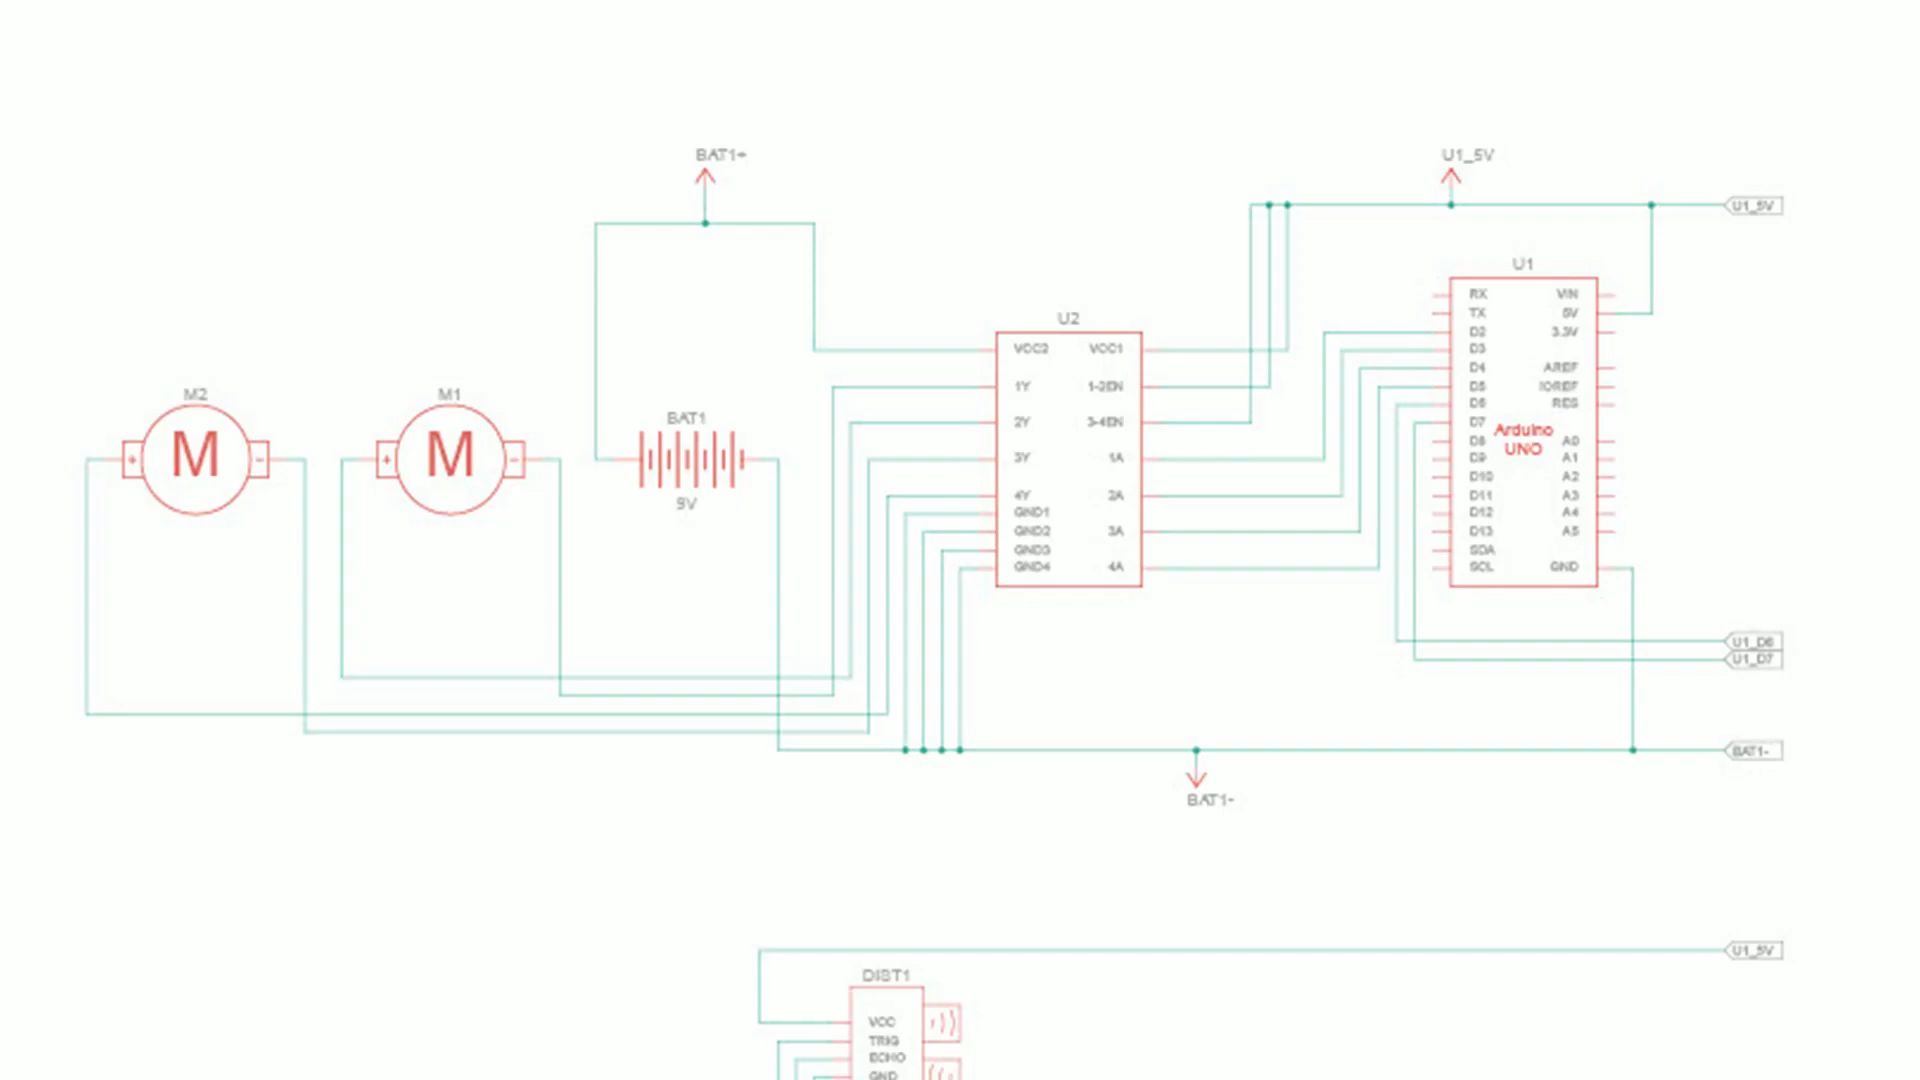 BAT1+
U1_5V
U1_5V
U1
U2
RX VIN
TX 5V
D2 3.3V
D3
D4 AREF
D5 IOREF
D6 RES
D7
Arduino
UNO
D8 A0
D9 A1
D10 A2
D11 A3
D12 A4
D13 A5
SDA
SCL GND
VCC2 VCC1
1Y 1-2EN
2Y 3-4EN
3Y 1A
4Y 2A
GND1
GND2 3A
GND3
GND4 4A
M2
M
+ -
M1
M
+ -
BAT1
9V
U1_D6
U1_D7
BAT1-
BAT1-
U1_5V
DIST1
VCC
TRIG
ECHO
GND